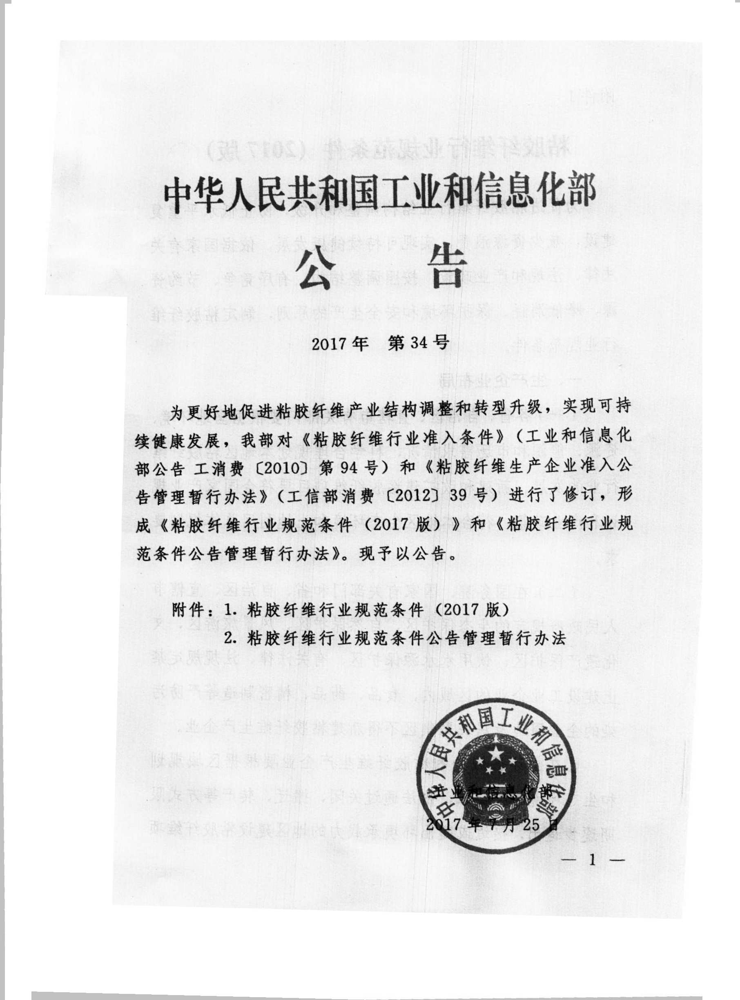 中华人民共和国工业和信息化部
公 告
2017年 第34号
为更好地促进粘胶纤维产业结构调整和转型升级，实现可持
续健康发展，我部对《粘胶纤维行业准入条件》（工业和信息化
部公告 工消费〔2010〕第94号）和《粘胶纤维生产企业准入公
告管理暂行办法》（工信部消费〔2012〕39号）进行了修订，形
成《粘胶纤维行业规范条件（2017版）》和《粘胶纤维行业规
范条件公告管理暂行办法》。现予以公告。
附件：1. 粘胶纤维行业规范条件（2017版）
2. 粘胶纤维行业规范条件公告管理暂行办法
中华人民共和国工业和信息化部
工业和信息化部
2017年7月25日
— 1 —